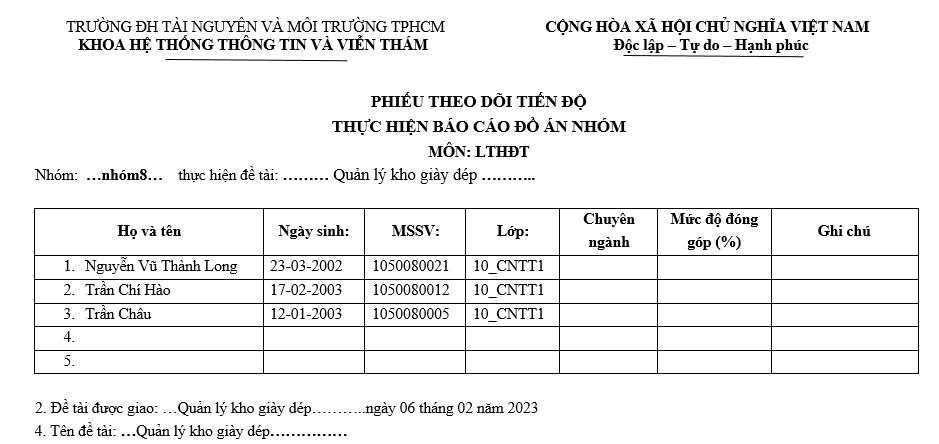 TRƯỜNG ĐH TÀI NGUYÊN VÀ MÔI TRƯỜNG TPHCM
KHOA HỆ THỐNG THÔNG TIN VÀ VIỄN THÁM
CỘNG HÒA XÃ HỘI CHỦ NGHĨA VIỆT NAM
Độc lập – Tự do – Hạnh phúc
PHIẾU THEO DÕI TIẾN ĐỘ
THỰC HIỆN BÁO CÁO ĐỒ ÁN NHÓM
MÔN: LTHĐT
Nhóm: …nhóm8… thực hiện đề tài: ……… Quản lý kho giày dép ………..
Họ và tên Ngày sinh: MSSV: Lớp: Chuyên ngành Mức độ đóng góp (%) Ghi chú
1. Nguyễn Vũ Thành Long 23-03-2002 1050080021 10_CNTT1
2. Trần Chí Hào 17-02-2003 1050080012 10_CNTT1
3. Trần Châu 12-01-2003 1050080005 10_CNTT1
4.
5.
2. Đề tài được giao: …Quản lý kho giày dép………..ngày 06 tháng 02 năm 2023
4. Tên đề tài: …Quản lý kho giày dép……………